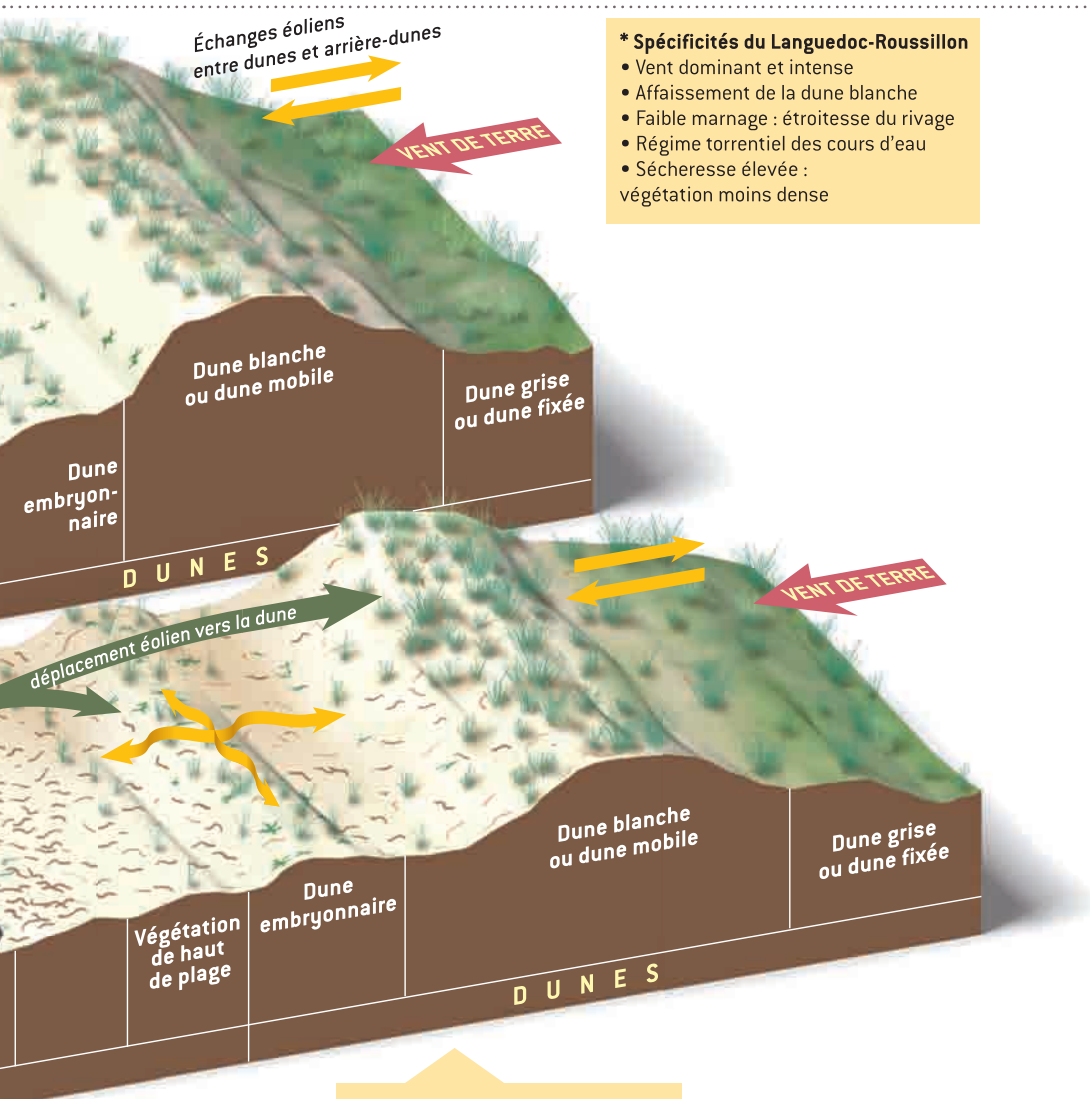 Échanges éoliens
entre dunes et arrière-dunes
VENT DE TERRE
* Spécificités du Languedoc-Roussillon
• Vent dominant et intense
• Affaissement de la dune blanche
• Faible marnage : étroitesse du rivage
• Régime torrentiel des cours d'eau
• Sécheresse élevée :
végétation moins dense
Dune blanche
ou dune mobile
Dune grise
ou dune fixée
Dune
embryon-
naire
DUNES
VENT DE TERRE
déplacement éolien vers la dune
Dune blanche
ou dune mobile
Dune grise
ou dune fixée
Dune
embryonnaire
Végétation
de haut
de plage
DUNES